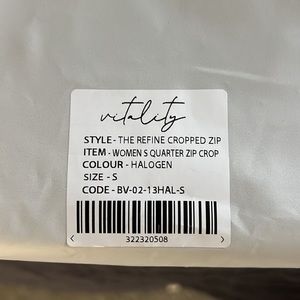 vitality
STYLE - THE REFINE CROPPED ZIP
ITEM - WOMEN S QUARTER ZIP CROP
COLOUR - HALOGEN
SIZE - S
CODE - BV-02-13HAL-S
322320508